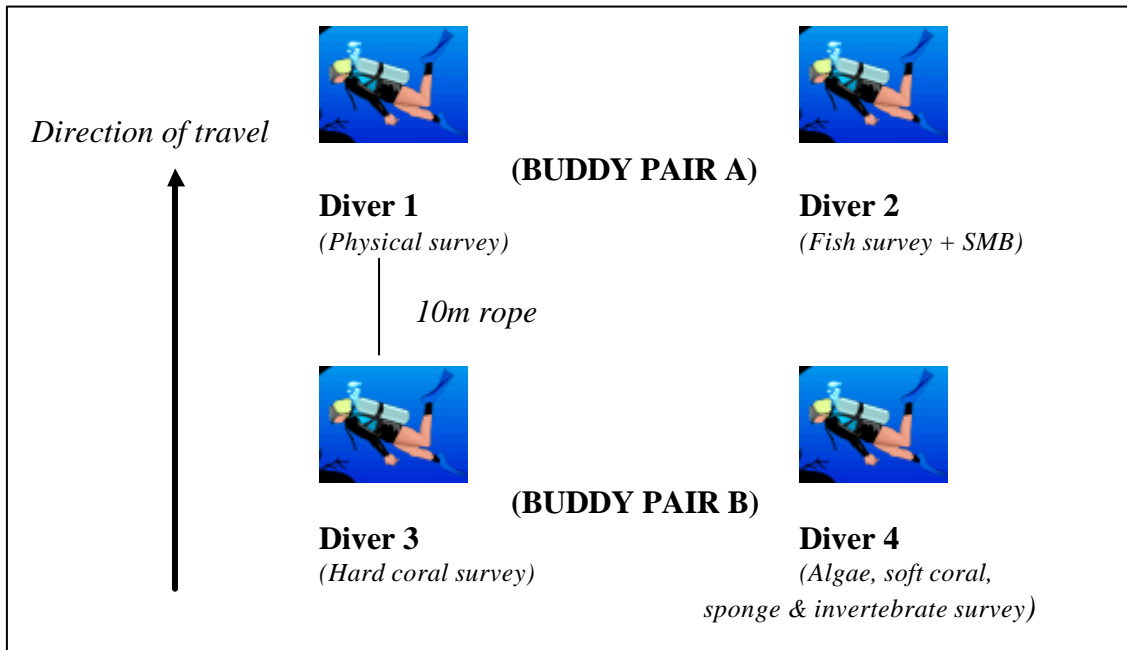 Direction of travel
(BUDDY PAIR A)
Diver 1
(Physical survey)
Diver 2
(Fish survey + SMB)
10m rope
(BUDDY PAIR B)
Diver 3
(Hard coral survey)
Diver 4
(Algae, soft coral,
sponge & invertebrate survey)